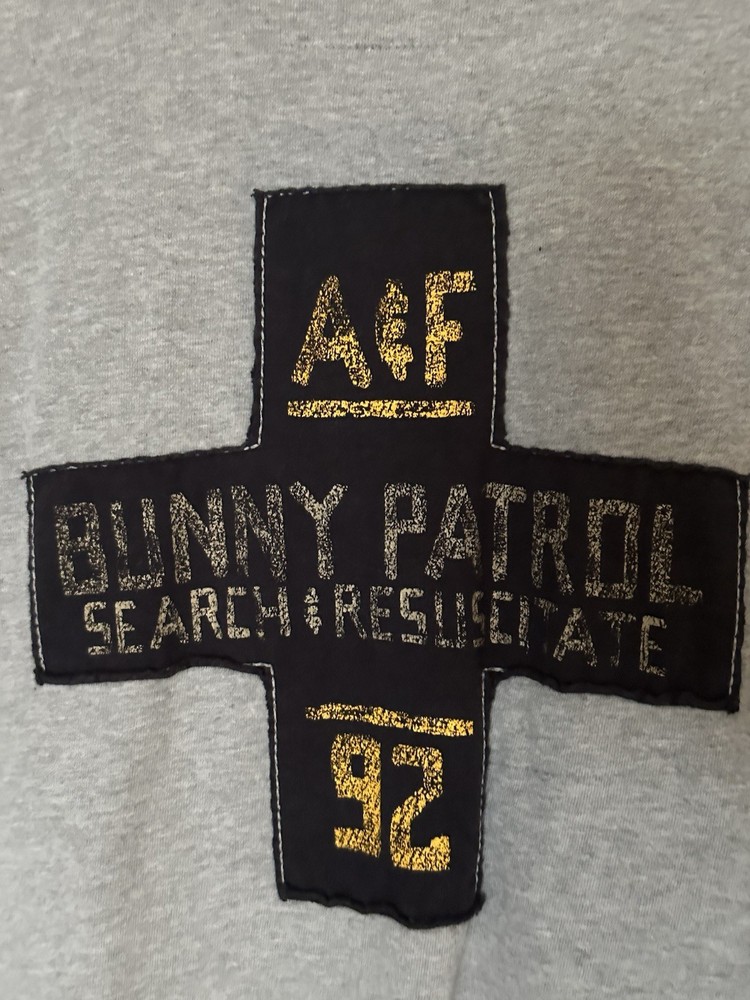 A&F
BUNNY PATROL
SEARCH & RESUSCITATE
92